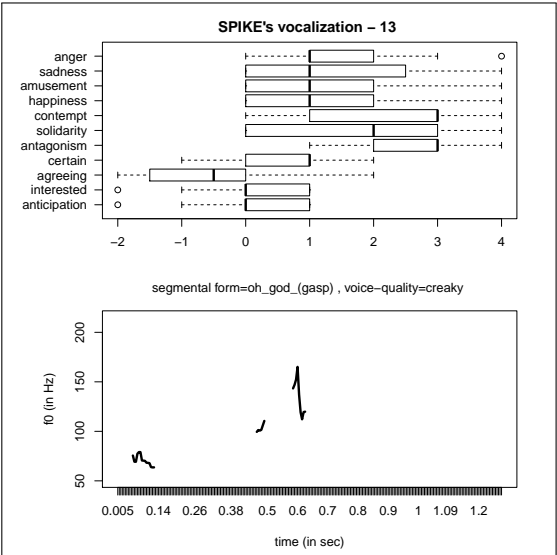 SPIKE's vocalization – 13
anger
sadness
amusement
happiness
contempt
solidarity
antagonism
certain
agreeing
interested
anticipation
−2 −1 0 1 2 3 4
segmental form=oh_god_(gasp) , voice−quality=creaky
f0 (in Hz)
200
150
100
50
0.005 0.14 0.26 0.38 0.5 0.6 0.7 0.8 0.9 1 1.09 1.2
time (in sec)